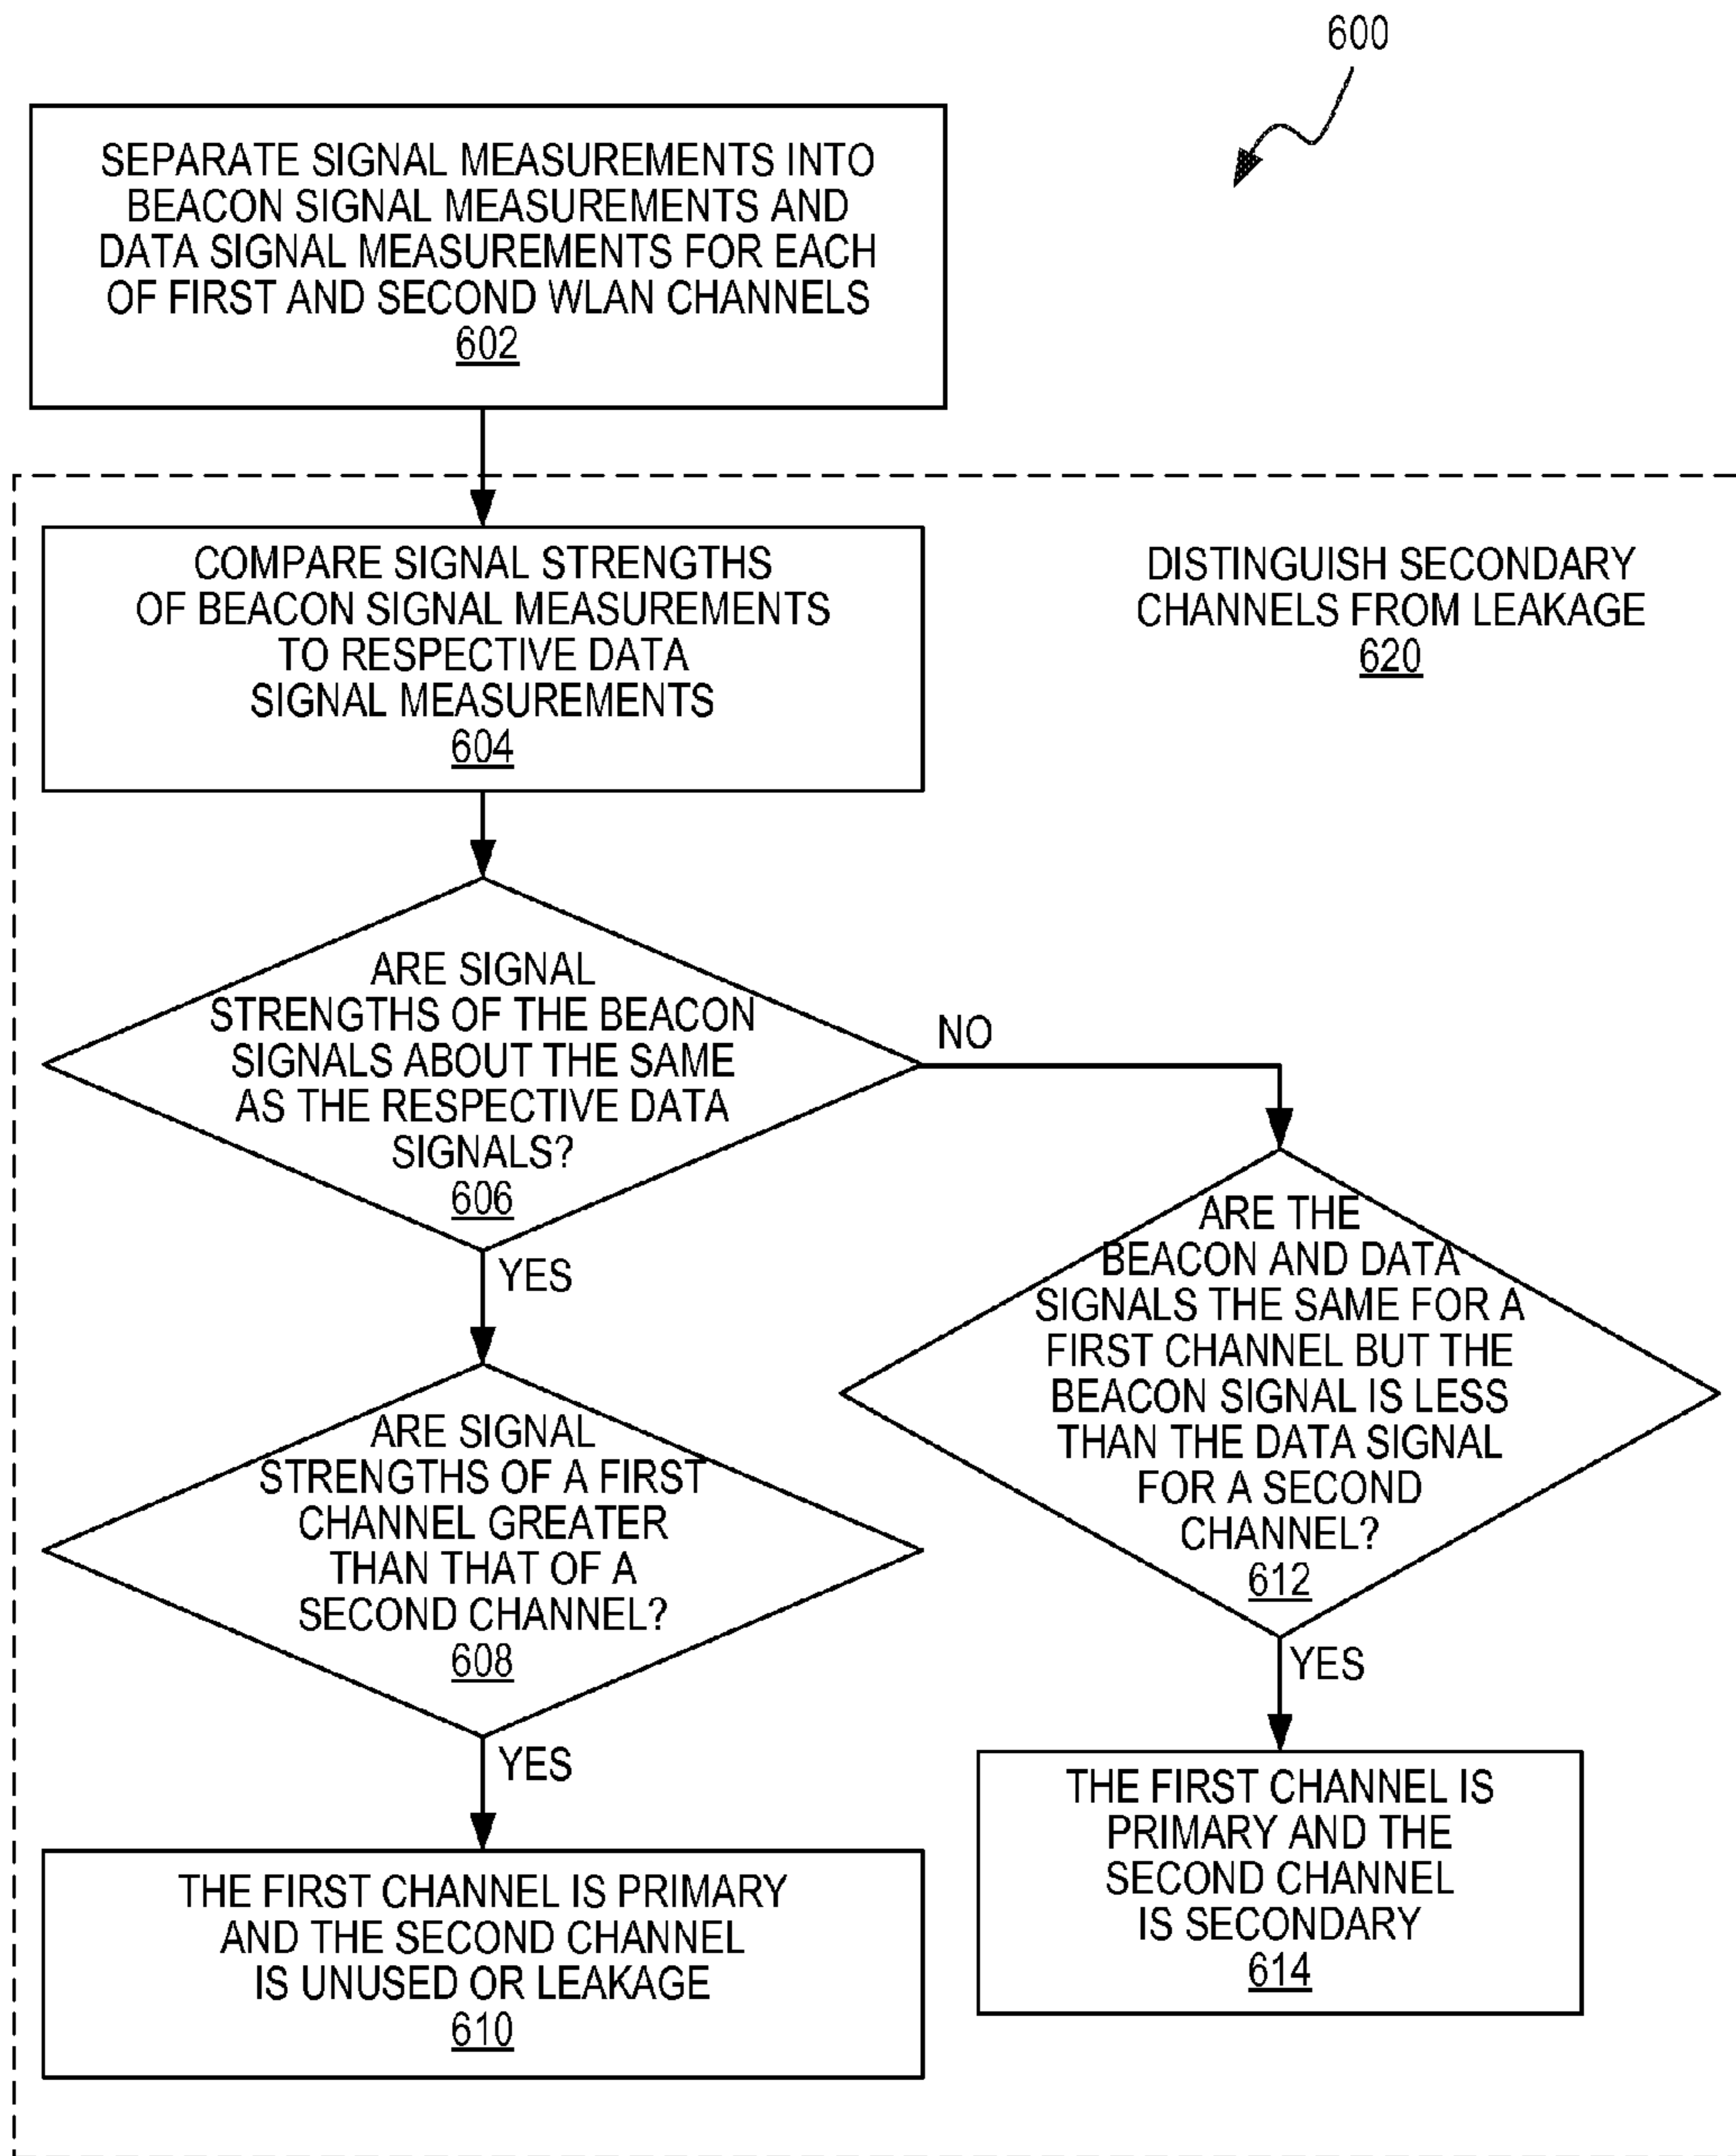 600
SEPARATE SIGNAL MEASUREMENTS INTO
BEACON SIGNAL MEASUREMENTS AND
DATA SIGNAL MEASUREMENTS FOR EACH
OF FIRST AND SECOND WLAN CHANNELS
602
COMPARE SIGNAL STRENGTHS
OF BEACON SIGNAL MEASUREMENTS
TO RESPECTIVE DATA
SIGNAL MEASUREMENTS
604
DISTINGUISH SECONDARY
CHANNELS FROM LEAKAGE
620
ARE SIGNAL
STRENGTHS OF THE BEACON
SIGNALS ABOUT THE SAME
AS THE RESPECTIVE DATA
SIGNALS?
606
NO
YES
ARE THE
BEACON AND DATA
SIGNALS THE SAME FOR A
FIRST CHANNEL BUT THE
BEACON SIGNAL IS LESS
THAN THE DATA SIGNAL
FOR A SECOND
CHANNEL?
612
YES
ARE SIGNAL
STRENGTHS OF A FIRST
CHANNEL GREATER
THAN THAT OF A
SECOND CHANNEL?
608
YES
THE FIRST CHANNEL IS
PRIMARY AND THE
SECOND CHANNEL
IS SECONDARY
614
THE FIRST CHANNEL IS PRIMARY
AND THE SECOND CHANNEL
IS UNUSED OR LEAKAGE
610